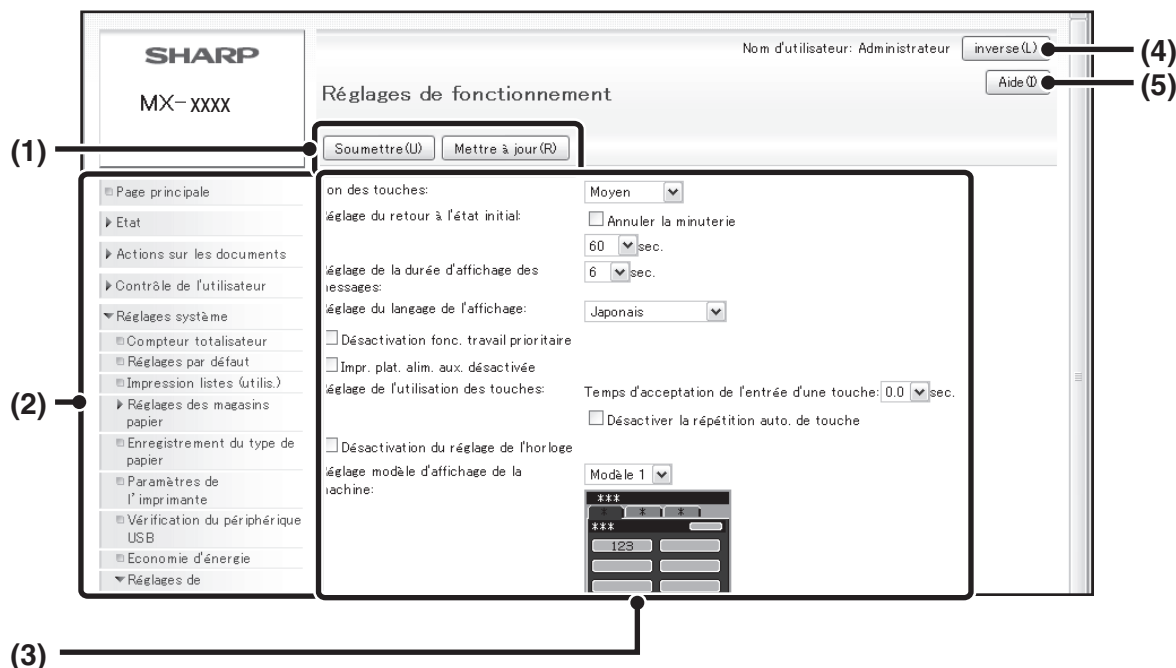 SHARP
MX-xxxx
Nom d'utilisateur: Administrateur inverse(L)
(4)
Aide(I)
(5)
Réglages de fonctionnement
(1)
Soumettre(U) Mettre à jour(R)
(2)
Page principale
Etat
Actions sur les documents
Contrôle de l'utilisateur
Réglages système
Compteur totalisateur
Réglages par défaut
Impression listes (utilis.)
Réglages des magasins
papier
Enregistrement du type de
papier
Paramètres de
l'imprimante
Vérification du périphérique
USB
Economie d'énergie
Réglages de
on des touches: Moyen
églage du retour à l'état initial: Annuler la minuterie
60 sec.
églage de la durée d'affichage des 6 sec.
essages:
églage du langage de l'affichage: Japonais
Désactivation fonc. travail prioritaire
Impr. plat. alim. aux. désactivée
églage de l'utilisation des touches: Temps d'acceptation de l'entrée d'une touche: 0.0 sec.
Désactiver la répétition auto. de touche
Désactivation du réglage de l'horloge
églage modèle d'affichage de la Modèle 1
achine:
***
* * *
***
123
(3)